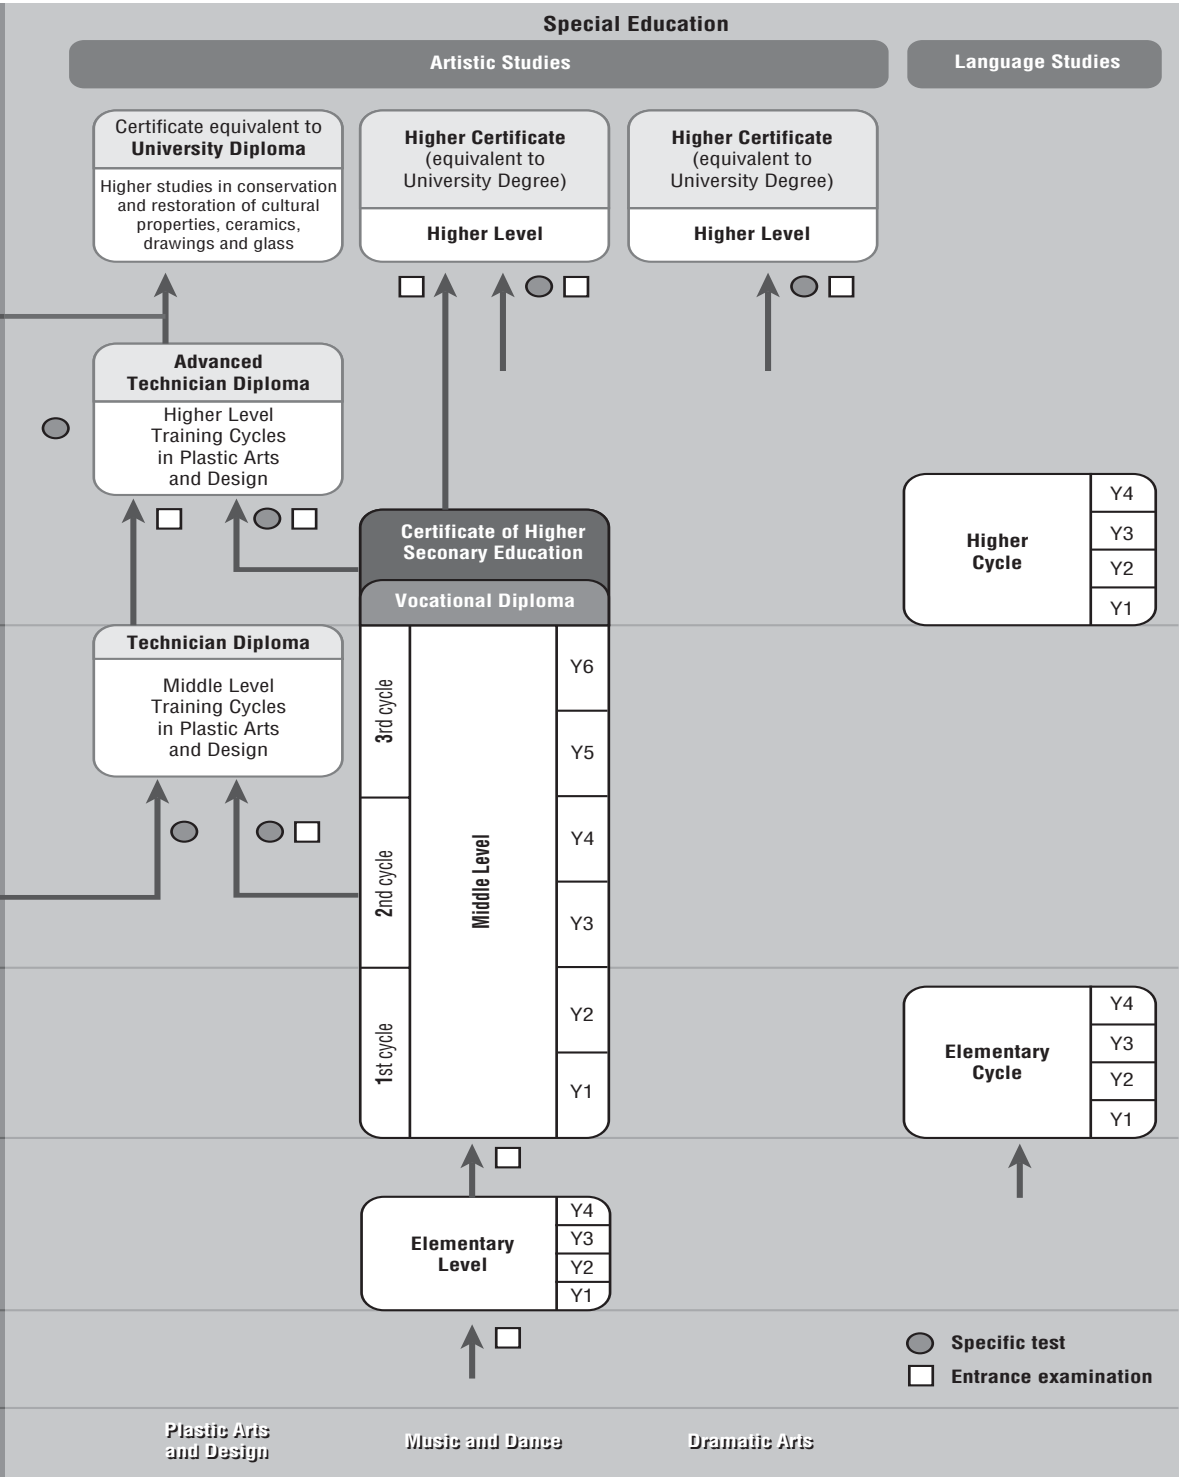 Special Education
Artistic Studies
Language Studies
Certificate equivalent to
University Diploma
Higher studies in conservation
and restoration of cultural
properties, ceramics,
drawings and glass
Higher Certificate
(equivalent to
University Degree)
Higher Level
Higher Certificate
(equivalent to
University Degree)
Higher Level
Advanced
Technician Diploma
Higher Level
Training Cycles
in Plastic Arts
and Design
Certificate of Higher
Seconary Education
Vocational Diploma
Higher
Cycle
Y4
Y3
Y2
Y1
Technician Diploma
Middle Level
Training Cycles
in Plastic Arts
and Design
3rd cycle
2nd cycle
1st cycle
Middle Level
Y6
Y5
Y4
Y3
Y2
Y1
Elementary
Cycle
Y4
Y3
Y2
Y1
Elementary
Level
Y4
Y3
Y2
Y1
Specific test
Entrance examination
Plastic Arts
and Design
Music and Dance
Dramatic Arts